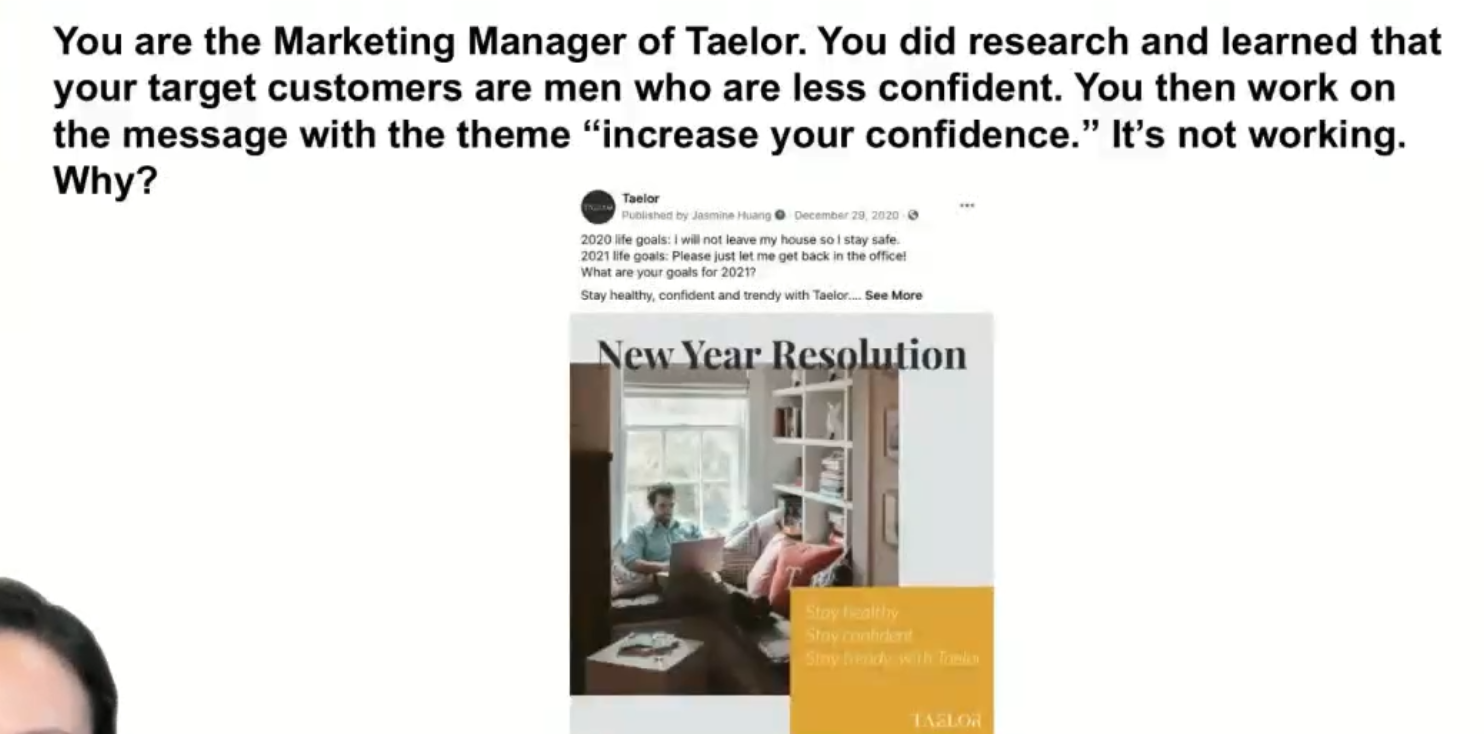 You are the Marketing Manager of Taelor. You did research and learned that
your target customers are men who are less confident. You then work on
the message with the theme “increase your confidence.” It’s not working.
Why?
Taelor
Published by Jasmine Huang · December 29, 2020 ·
2020 life goals: I will not leave my house so I stay safe.
2021 life goals: Please just let me get back in the office!
What are your goals for 2021?
Stay healthy, confident and trendy with Taelor.... See More
New Year Resolution
Stay healthy
Stay confident
Stay trendy with Taelor
TAELOR